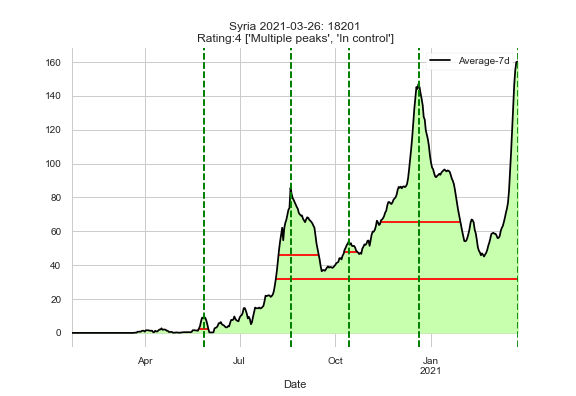 Syria 2021-03-26: 18201
Rating:4 ['Multiple peaks', 'In control']
Average-7d
160
140
120
100
80
60
40
20
0
Apr
Jul
Oct
Jan
2021
Date